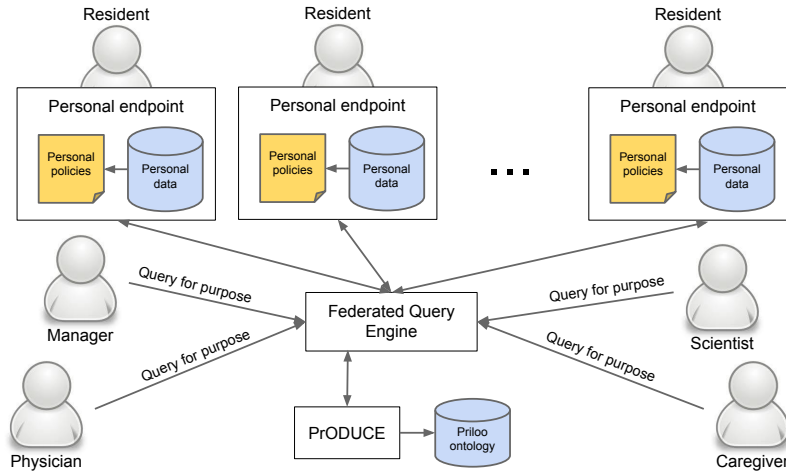 Resident
Resident
Resident
Personal endpoint
Personal
policies
Personal
data
Personal endpoint
Personal
policies
Personal
data
...
Personal endpoint
Personal
policies
Personal
data
Manager
Query for purpose
Physician
Query for purpose
Federated Query
Engine
Query for purpose
Scientist
Query for purpose
Caregiver
PrODUCE
Priloo
ontology